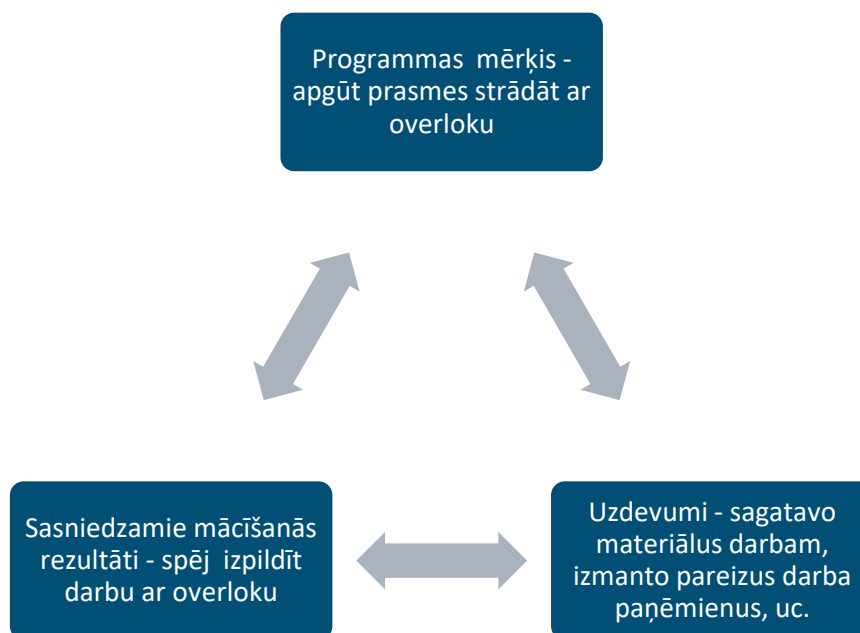 Programmas mērķis -
apgūt prasmes strādāt ar
overloku
Sasniedzamie mācīšanās
rezultāti - spēj izpildīt
darbu ar overloku
Uzdevumi - sagatavo
materiālus darbam,
izmanto pareizus darba
paņēmienus, uc.